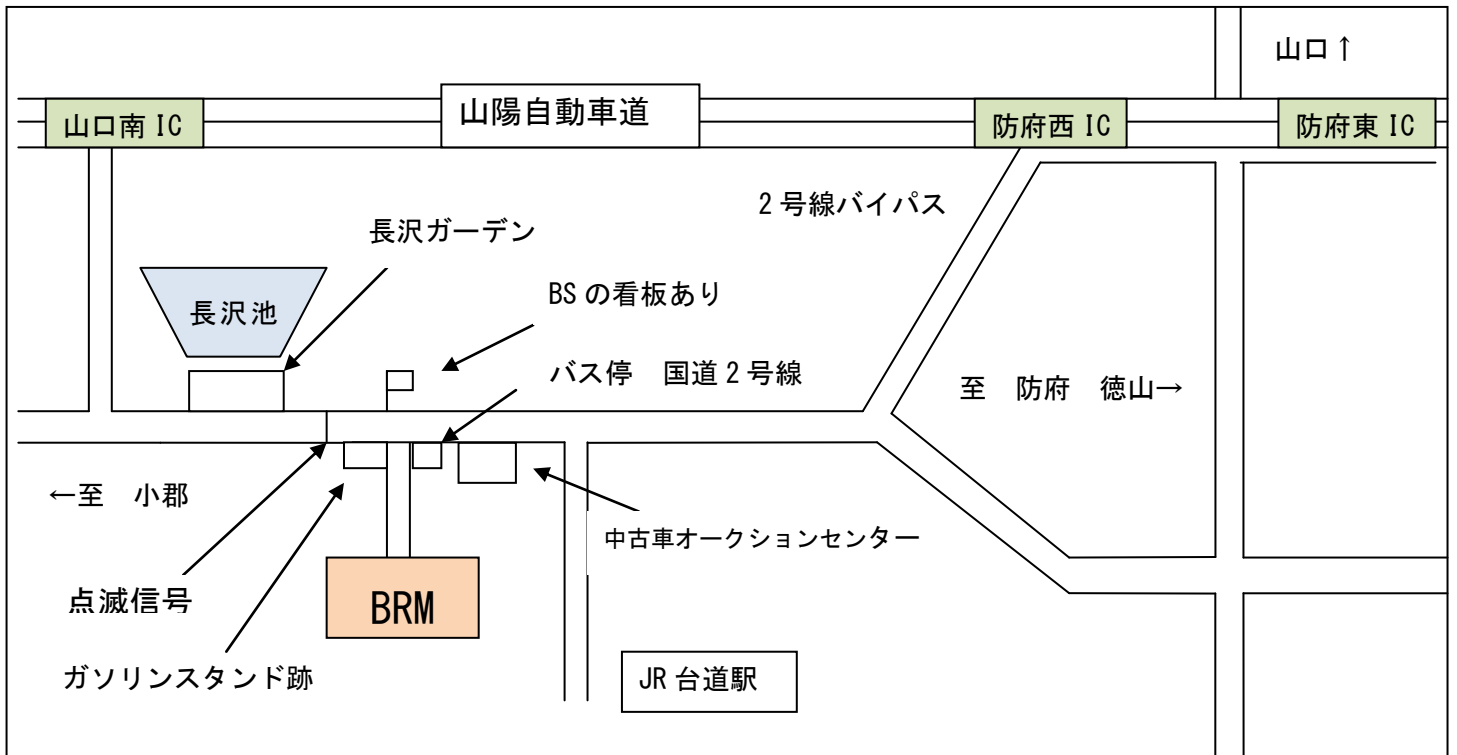 山口↑
山口南 IC
山陽自動車道
防府西 IC
防府東 IC
2号線バイパス
長沢ガーデン
長沢池
BSの看板あり
バス停　国道2号線
至　防府　徳山→
←至　小郡
中古車オークションセンター
点滅信号
BRM
ガソリンスタンド跡
JR台道駅